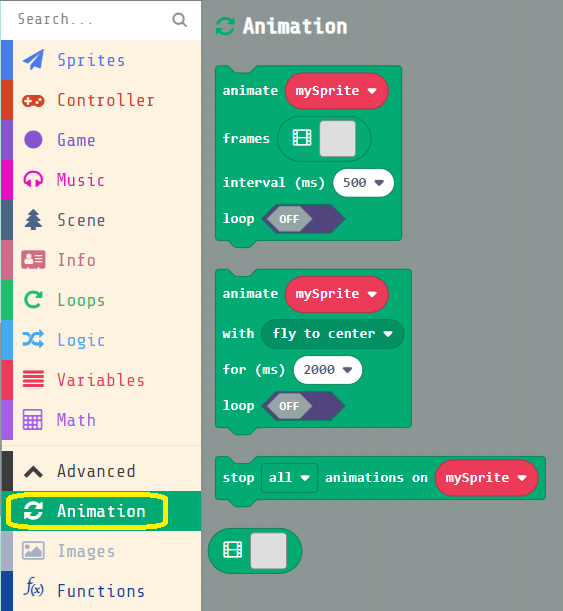 Search...
Sprites
Controller
Game
Music
Scene
Info
Loops
Logic
Variables
Math
Advanced
Animation
Images
f(x) Functions
Animation
animate mySprite
frames
interval (ms) 500
loop OFF
animate mySprite
with fly to center
for (ms) 2000
loop OFF
stop all animations on mySprite